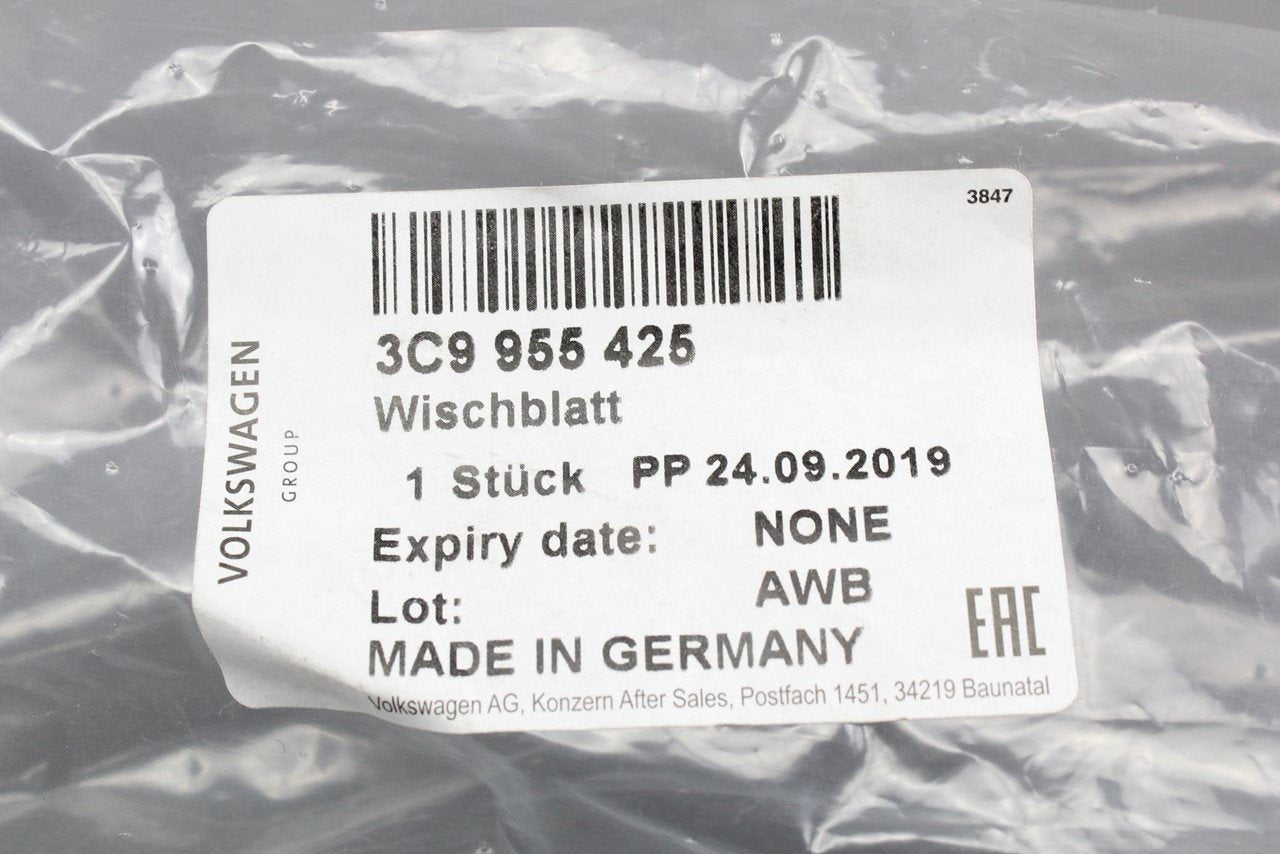 3847
3C9 955 425
Wischblatt
1 Stück PP 24.09.2019
Expiry date: NONE
Lot: AWB
MADE IN GERMANY
EAC
Volkswagen AG, Konzern After Sales, Postfach 1451, 34219 Baunatal
VOLKSWAGEN
GROUP